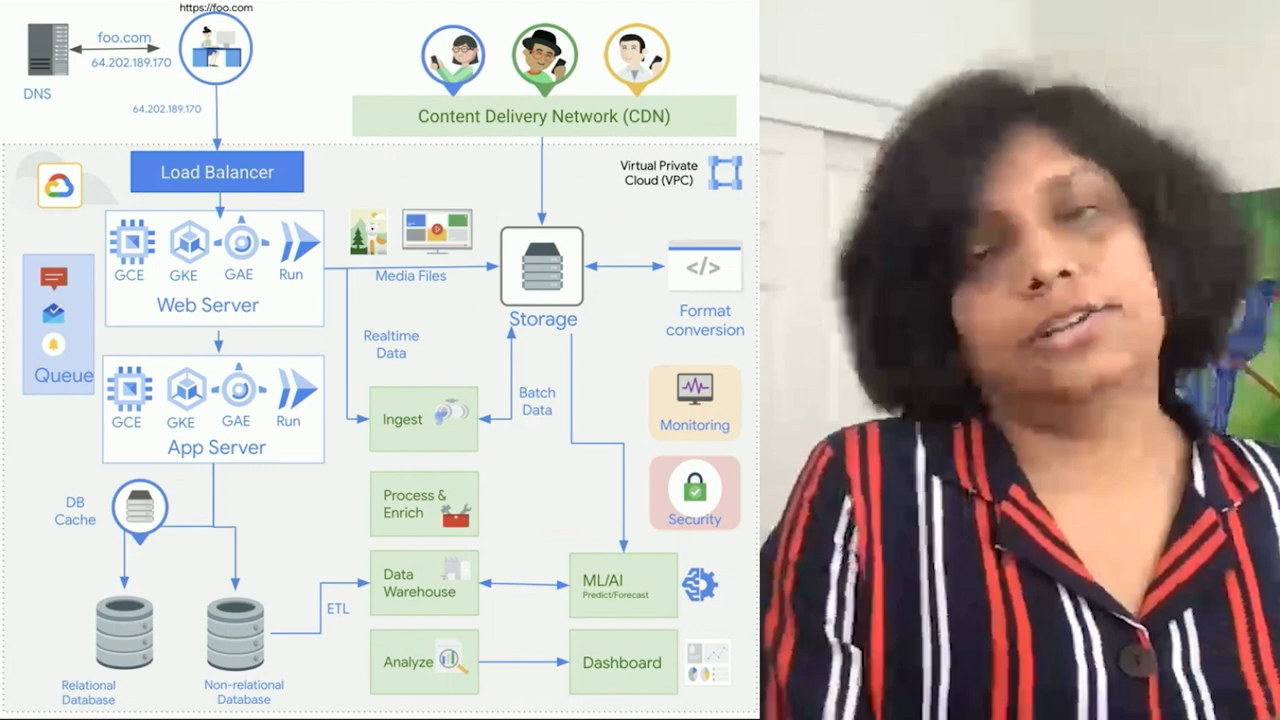 https://foo.com
foo.com
64.202.189.170
DNS
64.202.189.170
Content Delivery Network (CDN)
Load Balancer
Virtual Private
Cloud (VPC)
GCE
GKE
GAE
Run
Web Server
Media Files
Storage
</>
Format
conversion
Queue
Realtime
Data
GCE
GKE
GAE
Run
App Server
Ingest
Batch
Data
Monitoring
Security
DB
Cache
Process &
Enrich
Data
Warehouse
ETL
ML/AI
Predict/Forecast
Analyze
Dashboard
Relational
Database
Non-relational
Database